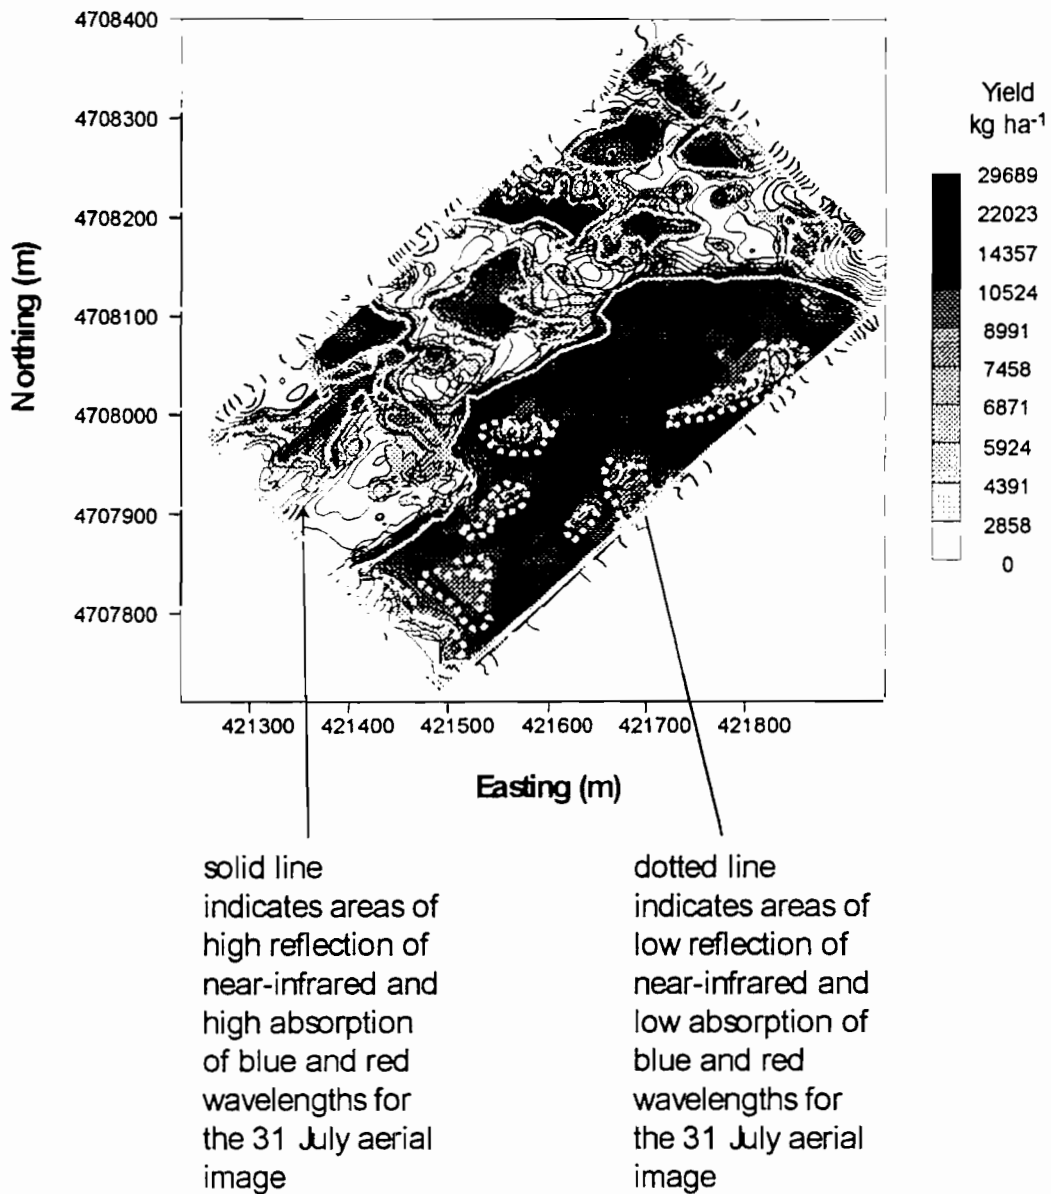 4708400
4708300
4708200
4708100
4708000
4707900
4707800
Northing (m)
421300 421400 421500 421600 421700 421800
Easting (m)
Yield
kg ha-1
29689
22023
14357
10524
8991
7458
6871
5924
4391
2858
0
solid line
indicates areas of
high reflection of
near-infrared and
high absorption
of blue and red
wavelengths for
the 31 July aerial
image
dotted line
indicates areas of
low reflection of
near-infrared and
low absorption of
blue and red
wavelengths for
the 31 July aerial
image